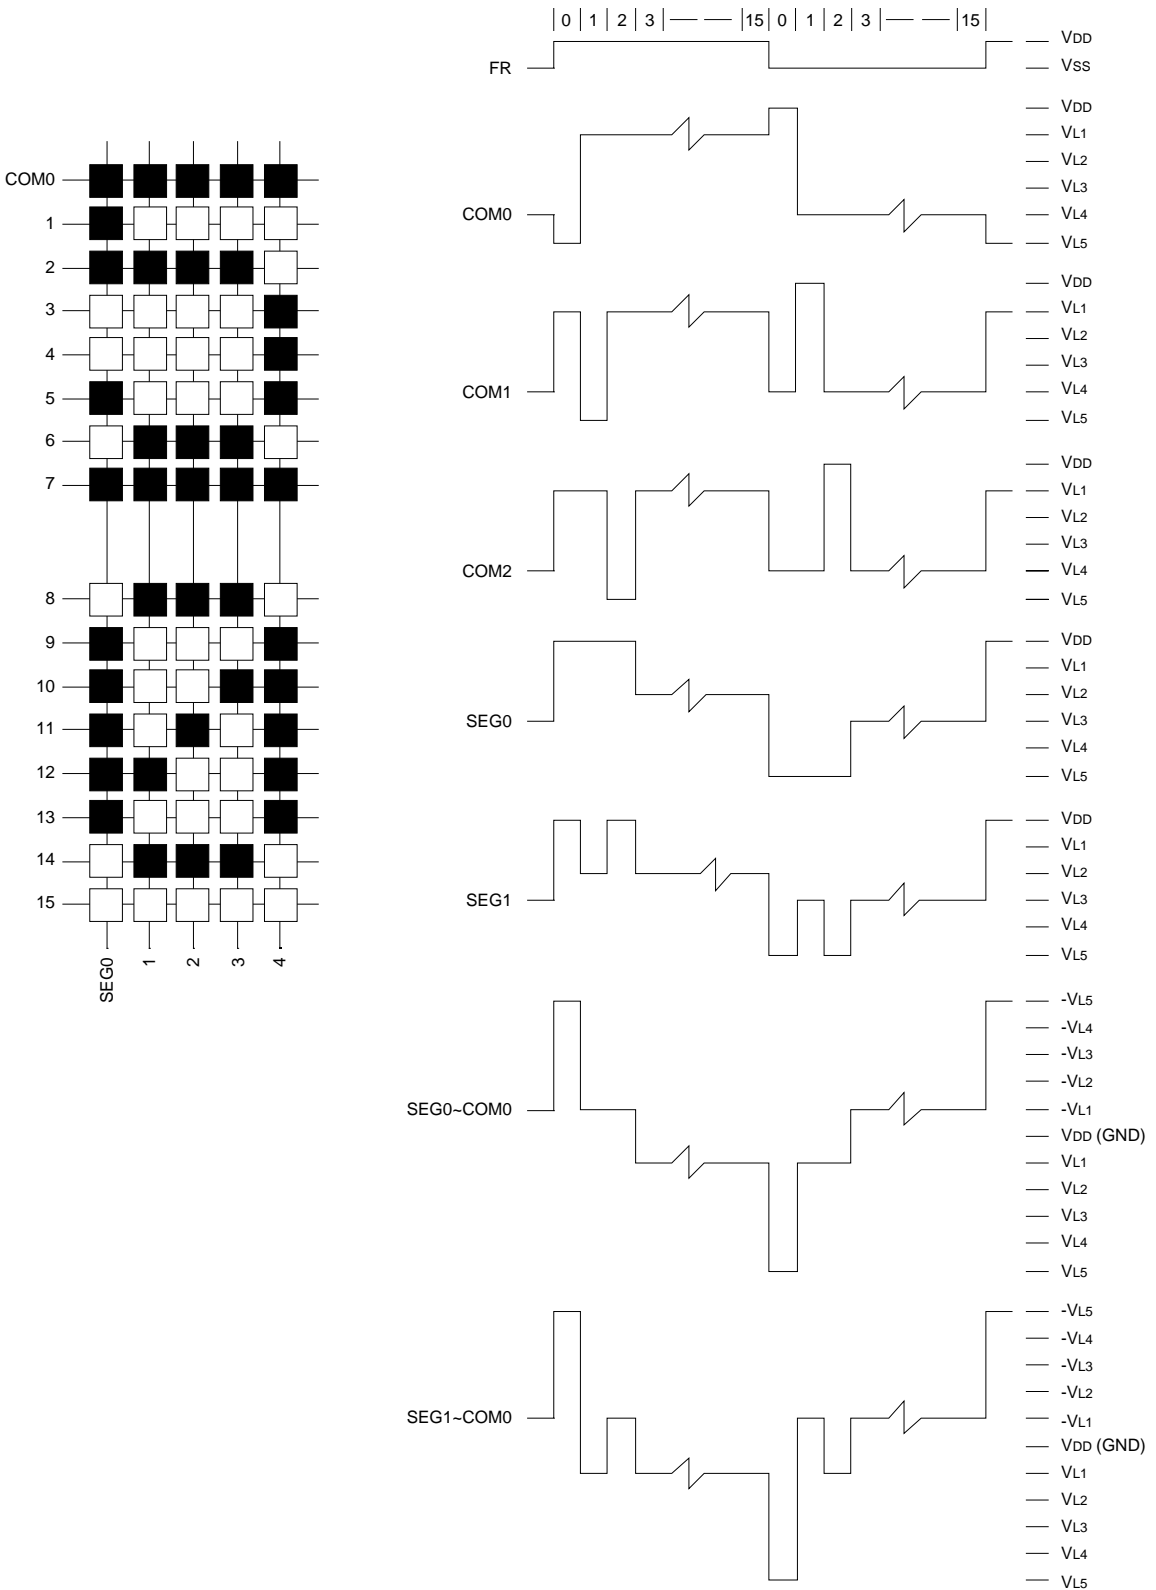 0 1 2 3 15 0 1 2 3 15
FR
VDD
VSS
COM0
1
2
3
4
5
6
7
8
9
10
11
12
13
14
15
SEG0 1 2 3 4
COM0
VDD
VL1
VL2
VL3
VL4
VL5
COM1
VDD
VL1
VL2
VL3
VL4
VL5
COM2
VDD
VL1
VL2
VL3
VL4
VL5
SEG0
VDD
VL1
VL2
VL3
VL4
VL5
SEG1
VDD
VL1
VL2
VL3
VL4
VL5
SEG0~COM0
-VL5
-VL4
-VL3
-VL2
-VL1
VDD (GND)
VL1
VL2
VL3
VL4
VL5
SEG1~COM0
-VL5
-VL4
-VL3
-VL2
-VL1
VDD (GND)
VL1
VL2
VL3
VL4
VL5